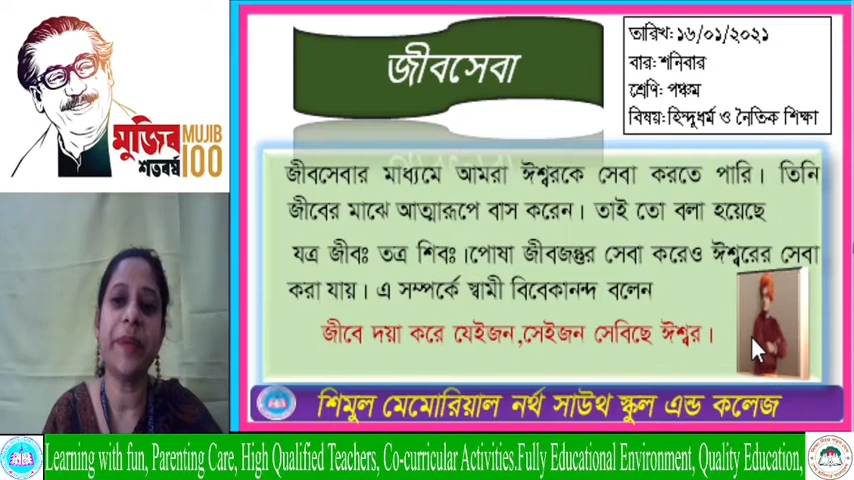 মুজিব
শতবর্ষ
MUJIB
100
জীবসেবা
তারিখ:১৬/০১/২০২১
বার:শনিবার
শ্রেণি: পঞ্চম
বিষয়:হিন্দুধর্ম ও নৈতিক শিক্ষা
জীবসেবার মাধ্যমে আমরা ঈশ্বরকে সেবা করতে পারি। তিনি
জীবের মাঝে আত্মারূপে বাস করেন। তাই তো বলা হয়েছে
যত্র জীবঃ তত্র শিবঃ।পোষা জীবজন্তুর সেবা করেও ঈশ্বরের সেবা
করা যায়। এ সম্পর্কে স্বামী বিবেকানন্দ বলেন
জীবে দয়া করে যেইজন,সেইজন সেবিছে ঈশ্বর।
শিমুল মেমোরিয়াল নর্থ সাউথ স্কুল এন্ড কলেজ
Learning with fun, Parenting Care, High Qualified Teachers, Co-curricular Activities.Fully Educational Environment, Quality Education,